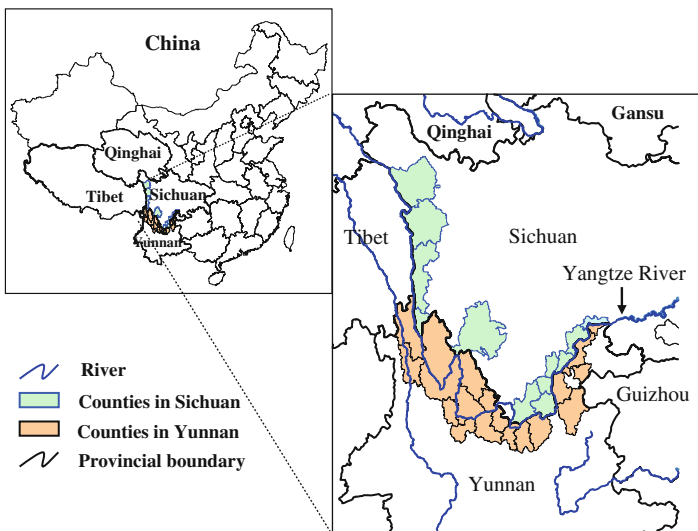 China
Qinghai
Tibet
Sichuan
Yunnan
Gansu
Qinghai
Tibet
Sichuan
Yangtze River
Guizhou
Yunnan
River
Counties in Sichuan
Counties in Yunnan
Provincial boundary